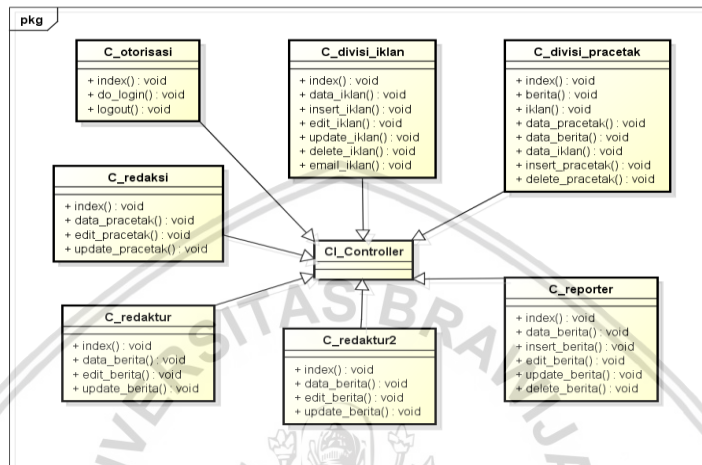 pkg
C_otorisasi
+ index() : void
+ do_login() : void
+ logout() : void
C_divisi_iklan
+ index() : void
+ data_iklan() : void
+ insert_iklan() : void
+ edit_iklan() : void
+ update_iklan() : void
+ delete_iklan() : void
+ email_iklan() : void
C_divisi_pracetak
+ index() : void
+ berita() : void
+ iklan() : void
+ data_pracetak() : void
+ data_berita() : void
+ data_iklan() : void
+ insert_pracetak() : void
+ delete_pracetak() : void
C_redaksi
+ index() : void
+ data_pracetak() : void
+ edit_pracetak() : void
+ update_pracetak() : void
CI_Controller
C_redaktur
+ index() : void
+ data_berita() : void
+ edit_berita() : void
+ update_berita() : void
C_redaktur2
+ index() : void
+ data_berita() : void
+ edit_berita() : void
+ update_berita() : void
C_reporter
+ index() : void
+ data_berita() : void
+ insert_berita() : void
+ edit_berita() : void
+ update_berita() : void
+ delete_berita() : void